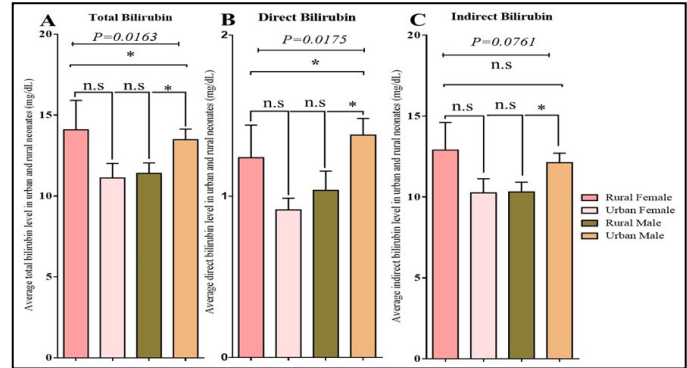 A
Total Bilirubin
P=0.0163
*
n.s
n.s
*
20
15
10
5
0
Average total bilirubin level in urban and rural neonates (mg/dL)
B
Direct Bilirubin
P=0.0175
*
n.s
n.s
*
2
1
0
Average direct bilirubin level in urban and rural neonates (mg/dL)
C
Indirect Bilirubin
P=0.0761
n.s
n.s
n.s
*
20
15
10
5
0
Average indirect bilirubin level in urban and rural neonates (mg/dL)
Rural Female
Urban Female
Rural Male
Urban Male